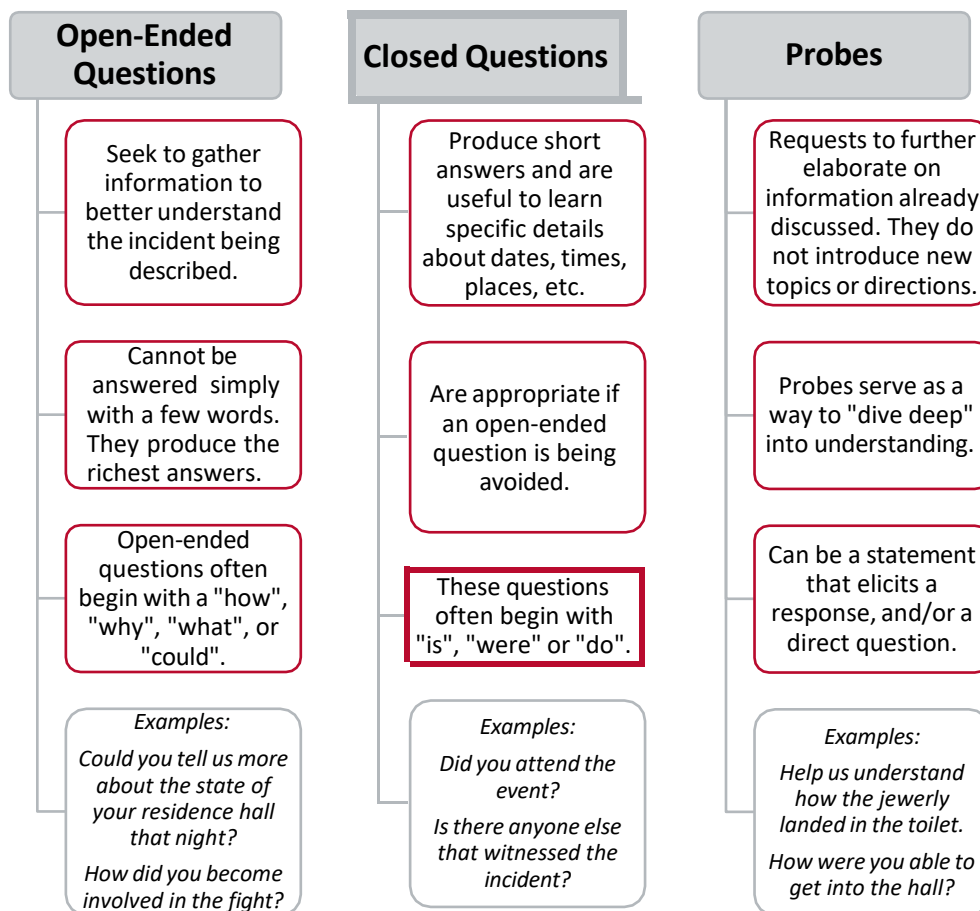 Open-Ended
Questions
Seek to gather
information to
better understand
the incident being
described.
Cannot be
answered simply
with a few words.
They produce the
richest answers.
Open-ended
questions often
begin with a "how",
"why", "what", or
"could".
Examples:
Could you tell us more
about the state of
your residence hall
that night?
How did you become
involved in the fight?
Closed Questions
Produce short
answers and are
useful to learn
specific details
about dates, times,
places, etc.
Are appropriate if
an open-ended
question is being
avoided.
These questions
often begin with
"is", "were" or "do".
Examples:
Did you attend the
event?
Is there anyone else
that witnessed the
incident?
Probes
Requests to further
elaborate on
information already
discussed. They do
not introduce new
topics or directions.
Probes serve as a
way to "dive deep"
into understanding.
Can be a statement
that elicits a
response, and/or a
direct question.
Examples:
Help us understand
how the jewerly
landed in the toilet.
How were you able to
get into the hall?